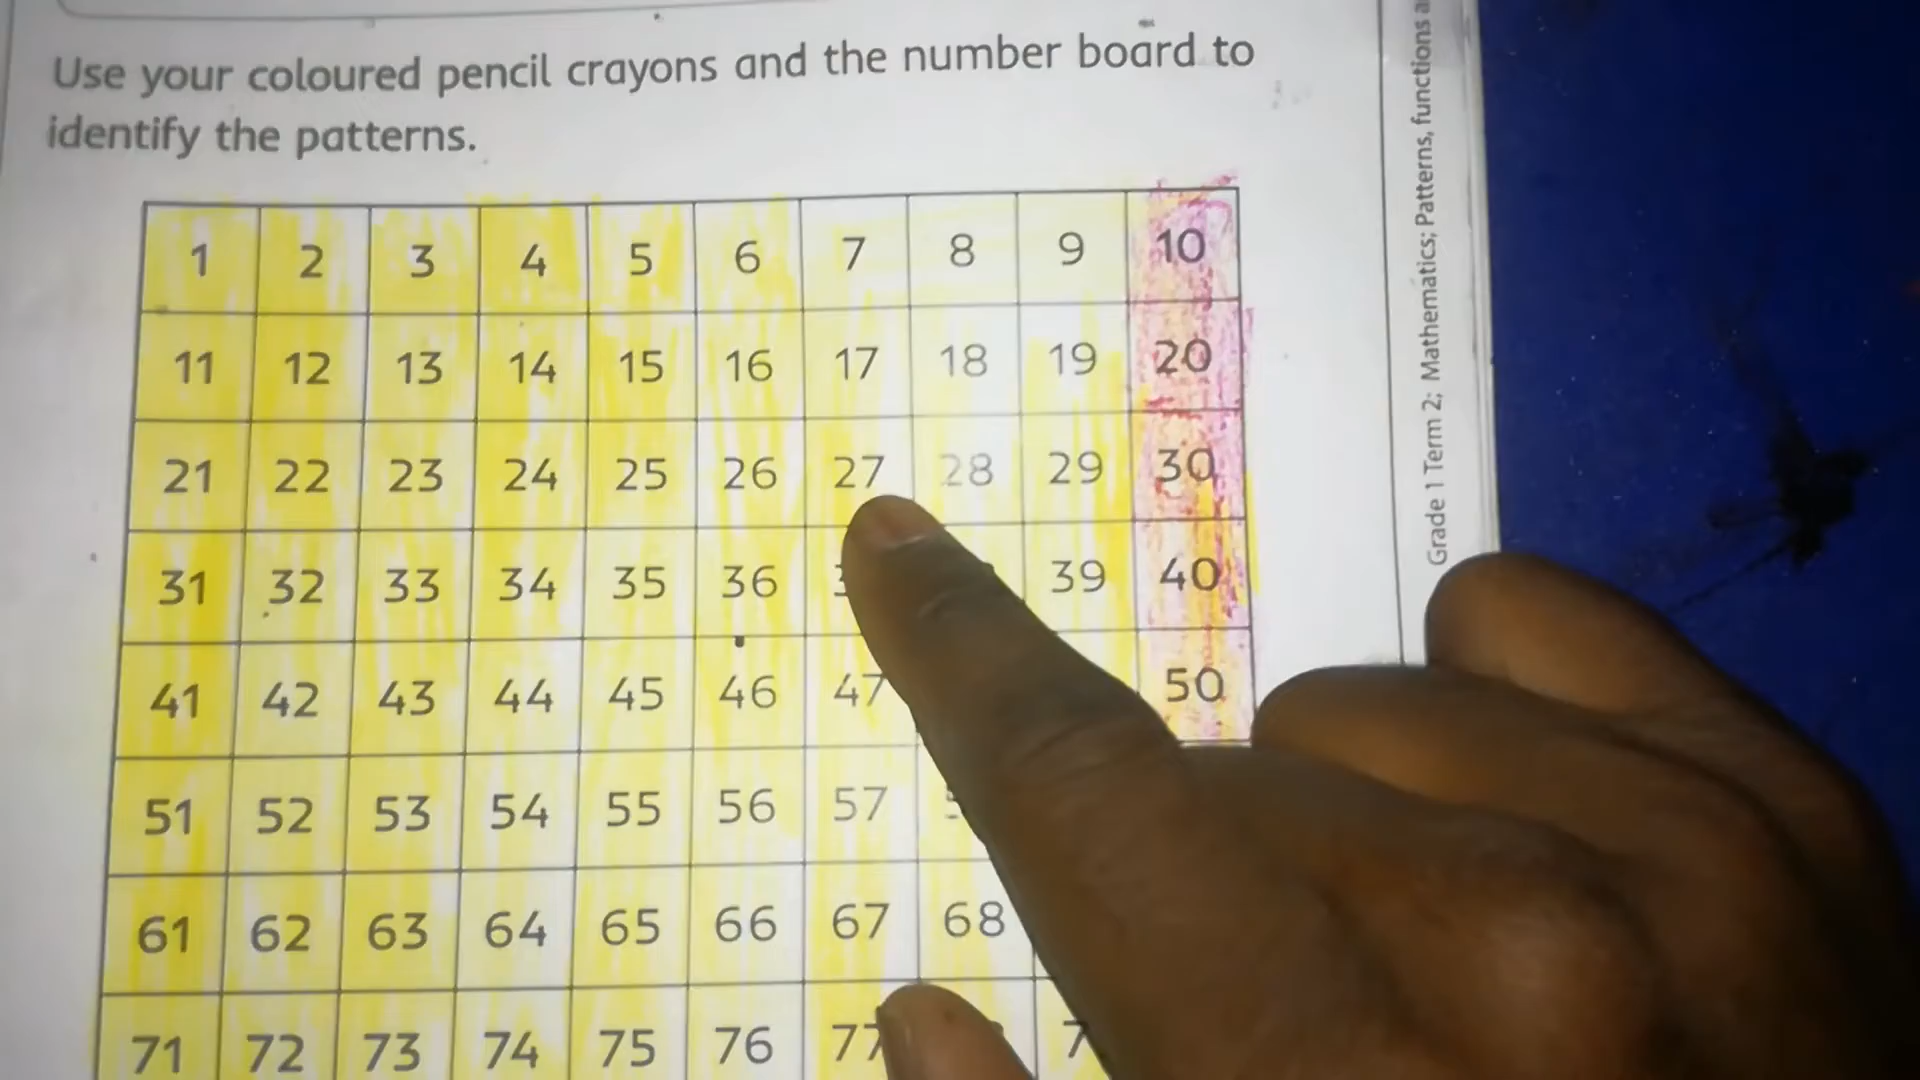 Use your coloured pencil crayons and the number board to
identify the patterns.
1 2 3 4 5 6 7 8 9 10
11 12 13 14 15 16 17 18 19 20
21 22 23 24 25 26 27 28 29 30
31 32 33 34 35 36 39 40
41 42 43 44 45 46 47 50
51 52 53 54 55 56 57
61 62 63 64 65 66 67 68
71 72 73 74 75 76 77
Grade 1 Term 2; Mathematics; Patterns, functions